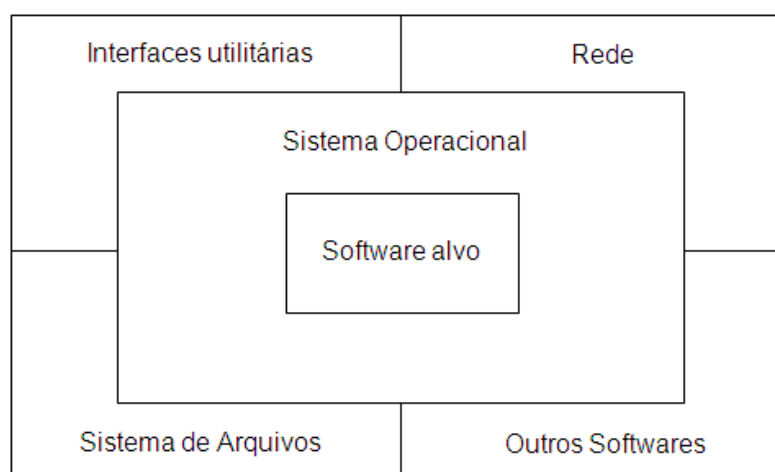 Interfaces utilitárias
Rede
Sistema Operacional
Software alvo
Sistema de Arquivos
Outros Softwares